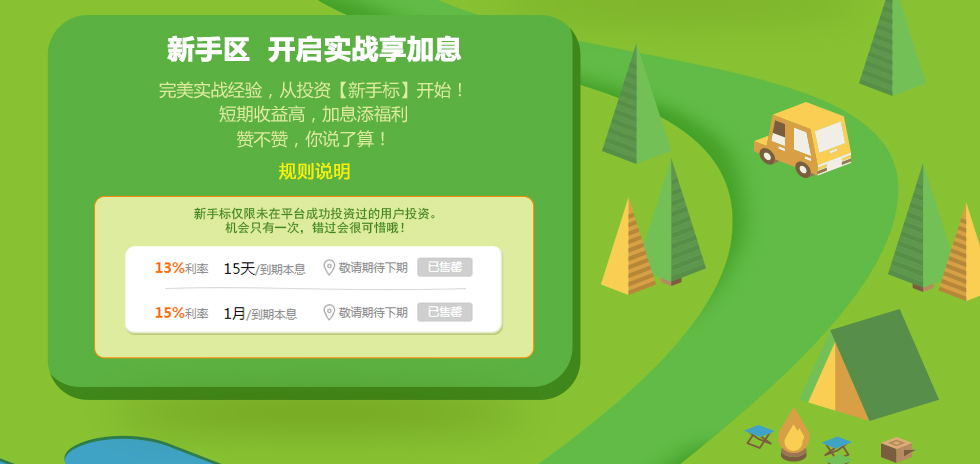 新手区 开启实战享加息
完美实战经验，从投资【新手标】开始！
短期收益高，加息添福利
赞不赞，你说了算！
规则说明
新手标仅限未在平台成功投资过的用户投资。
机会只有一次，错过会很可惜哦！
13%利率 15天/到期本息 敬请期待下期 已售罄
15%利率 1月/到期本息 敬请期待下期 已售罄